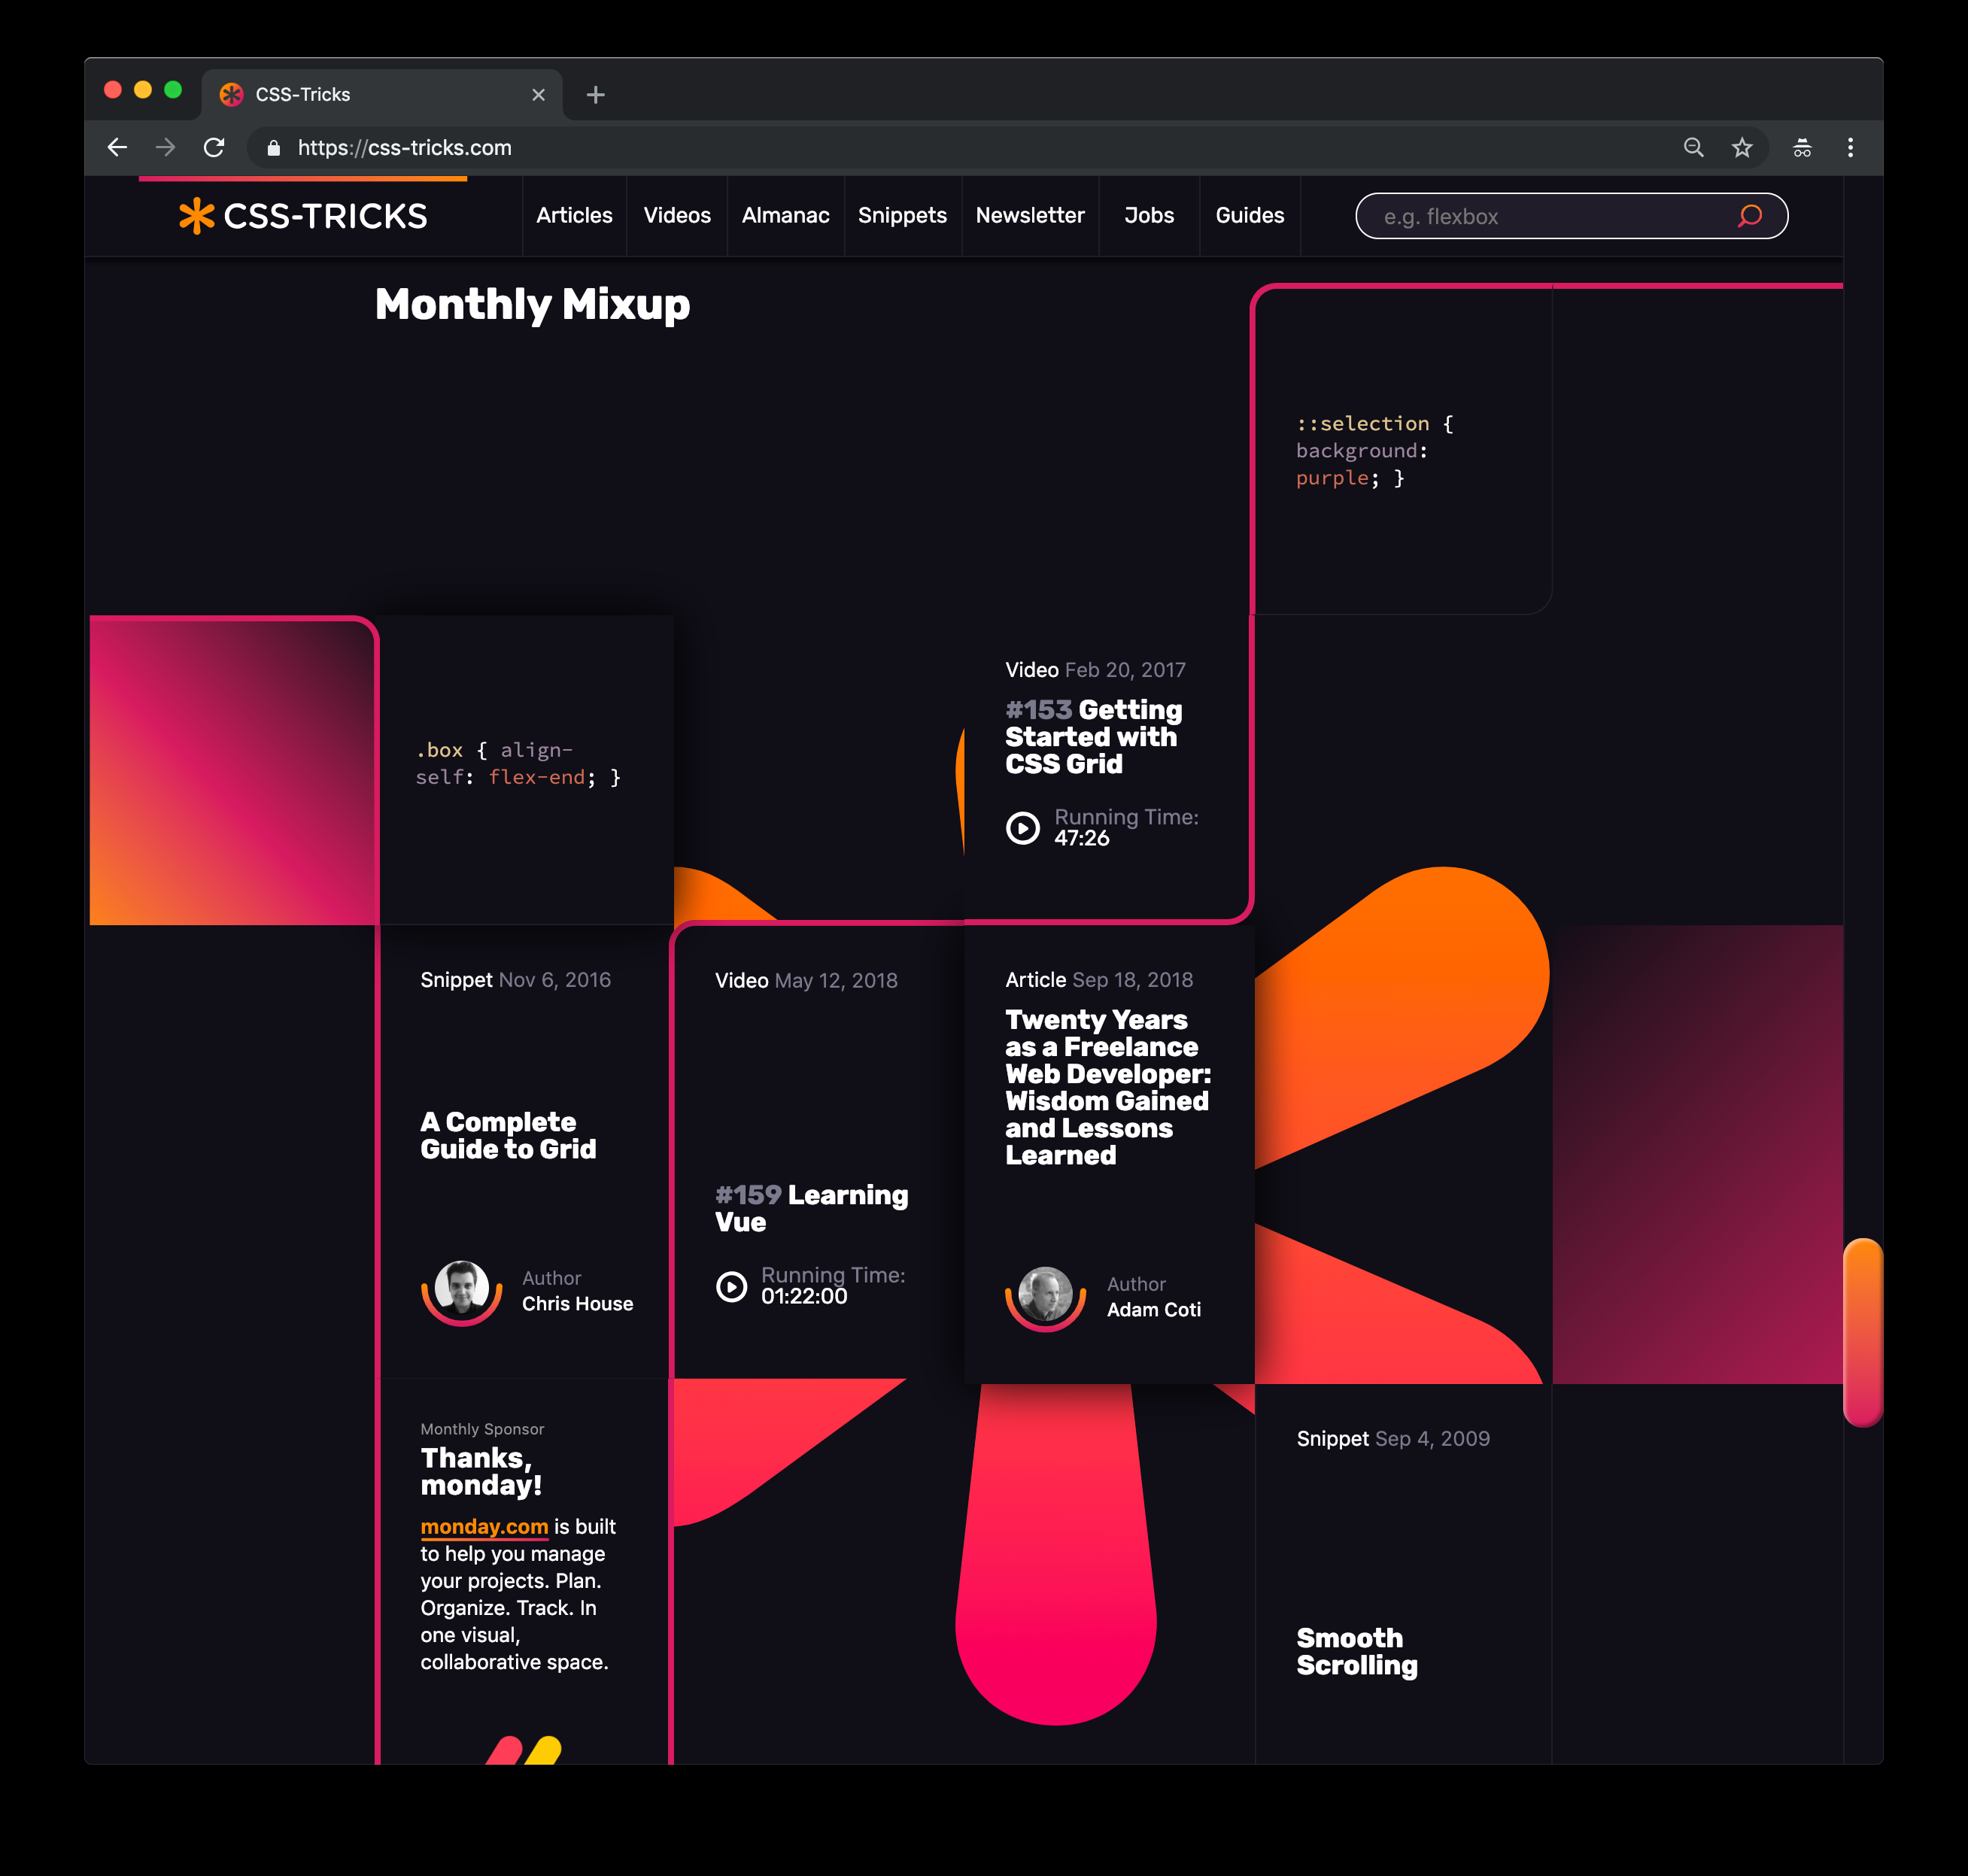 CSS-Tricks
https://css-tricks.com
CSS-TRICKS
Articles
Videos
Almanac
Snippets
Newsletter
Jobs
Guides
e.g. flexbox
Monthly Mixup
::selection {
background:
purple; }
.box { align-
self: flex-end; }
Video Feb 20, 2017
#153 Getting
Started with
CSS Grid
Running Time:
47:26
Snippet Nov 6, 2016
A Complete
Guide to Grid
Author
Chris House
Video May 12, 2018
#159 Learning
Vue
Running Time:
01:22:00
Article Sep 18, 2018
Twenty Years
as a Freelance
Web Developer:
Wisdom Gained
and Lessons
Learned
Author
Adam Coti
Monthly Sponsor
Thanks,
monday!
monday.com is built
to help you manage
your projects. Plan.
Organize. Track. In
one visual,
collaborative space.
Snippet Sep 4, 2009
Smooth
Scrolling